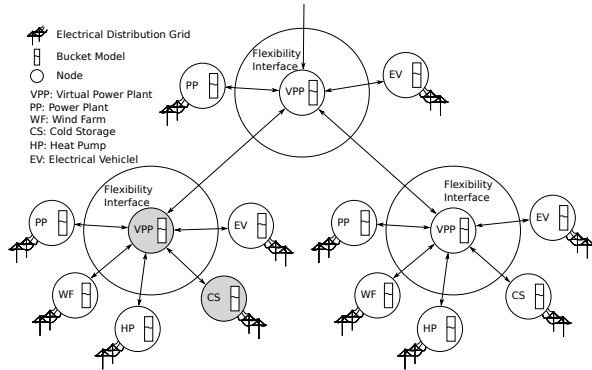 Electrical Distribution Grid
Bucket Model
Node
VPP: Virtual Power Plant
PP: Power Plant
WF: Wind Farm
CS: Cold Storage
HP: Heat Pump
EV: Electrical Vehiclel
Flexibility
Interface
PP
VPP
EV
Flexibility
Interface
PP
VPP
EV
WF
HP
CS
Flexibility
Interface
PP
VPP
EV
WF
HP
CS